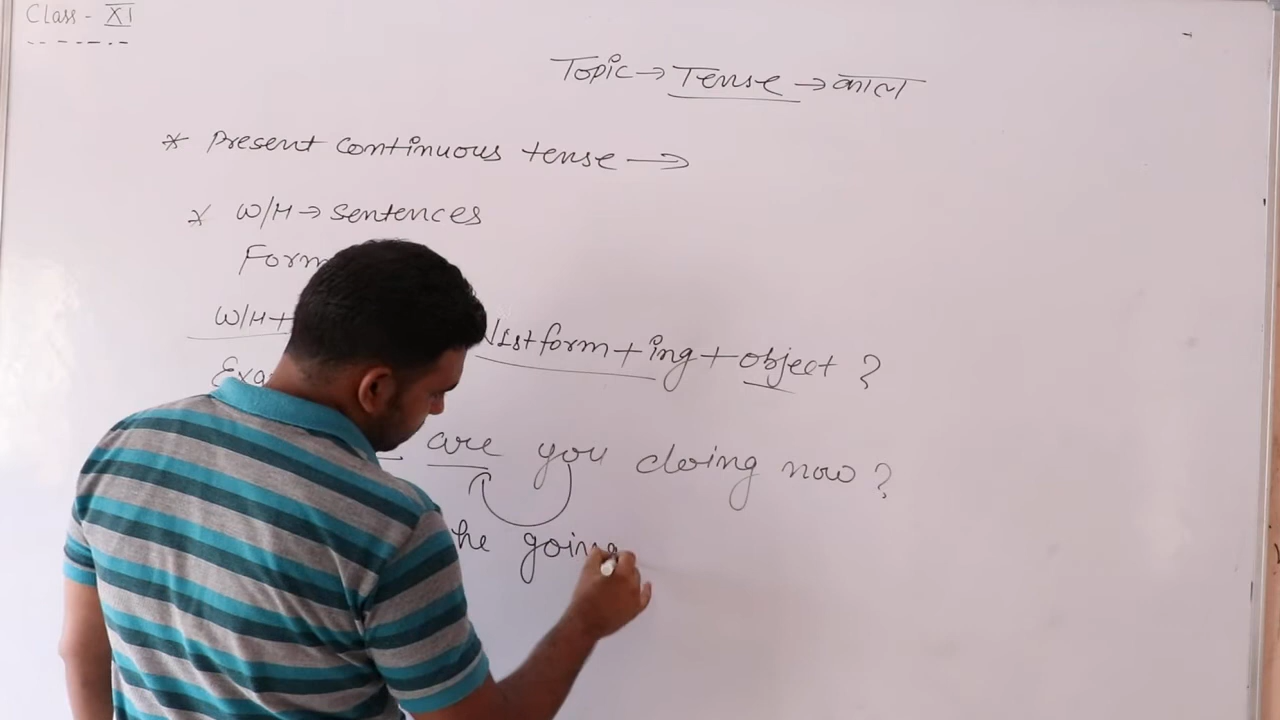 Class - XI
Topic → Tense → काल
* Present continuous tense →
* W/H → sentences
Form
W/H + V 1st form + ing + object ?
Exa
are you doing now ?
he going